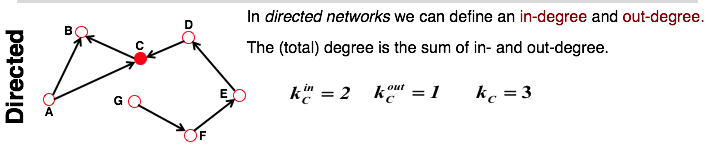 Directed
A
B
C
D
E
F
G
In directed networks we can define an in-degree and out-degree.
The (total) degree is the sum of in- and out-degree.
k_C^{in} = 2 k_C^{out} = 1 k_C = 3